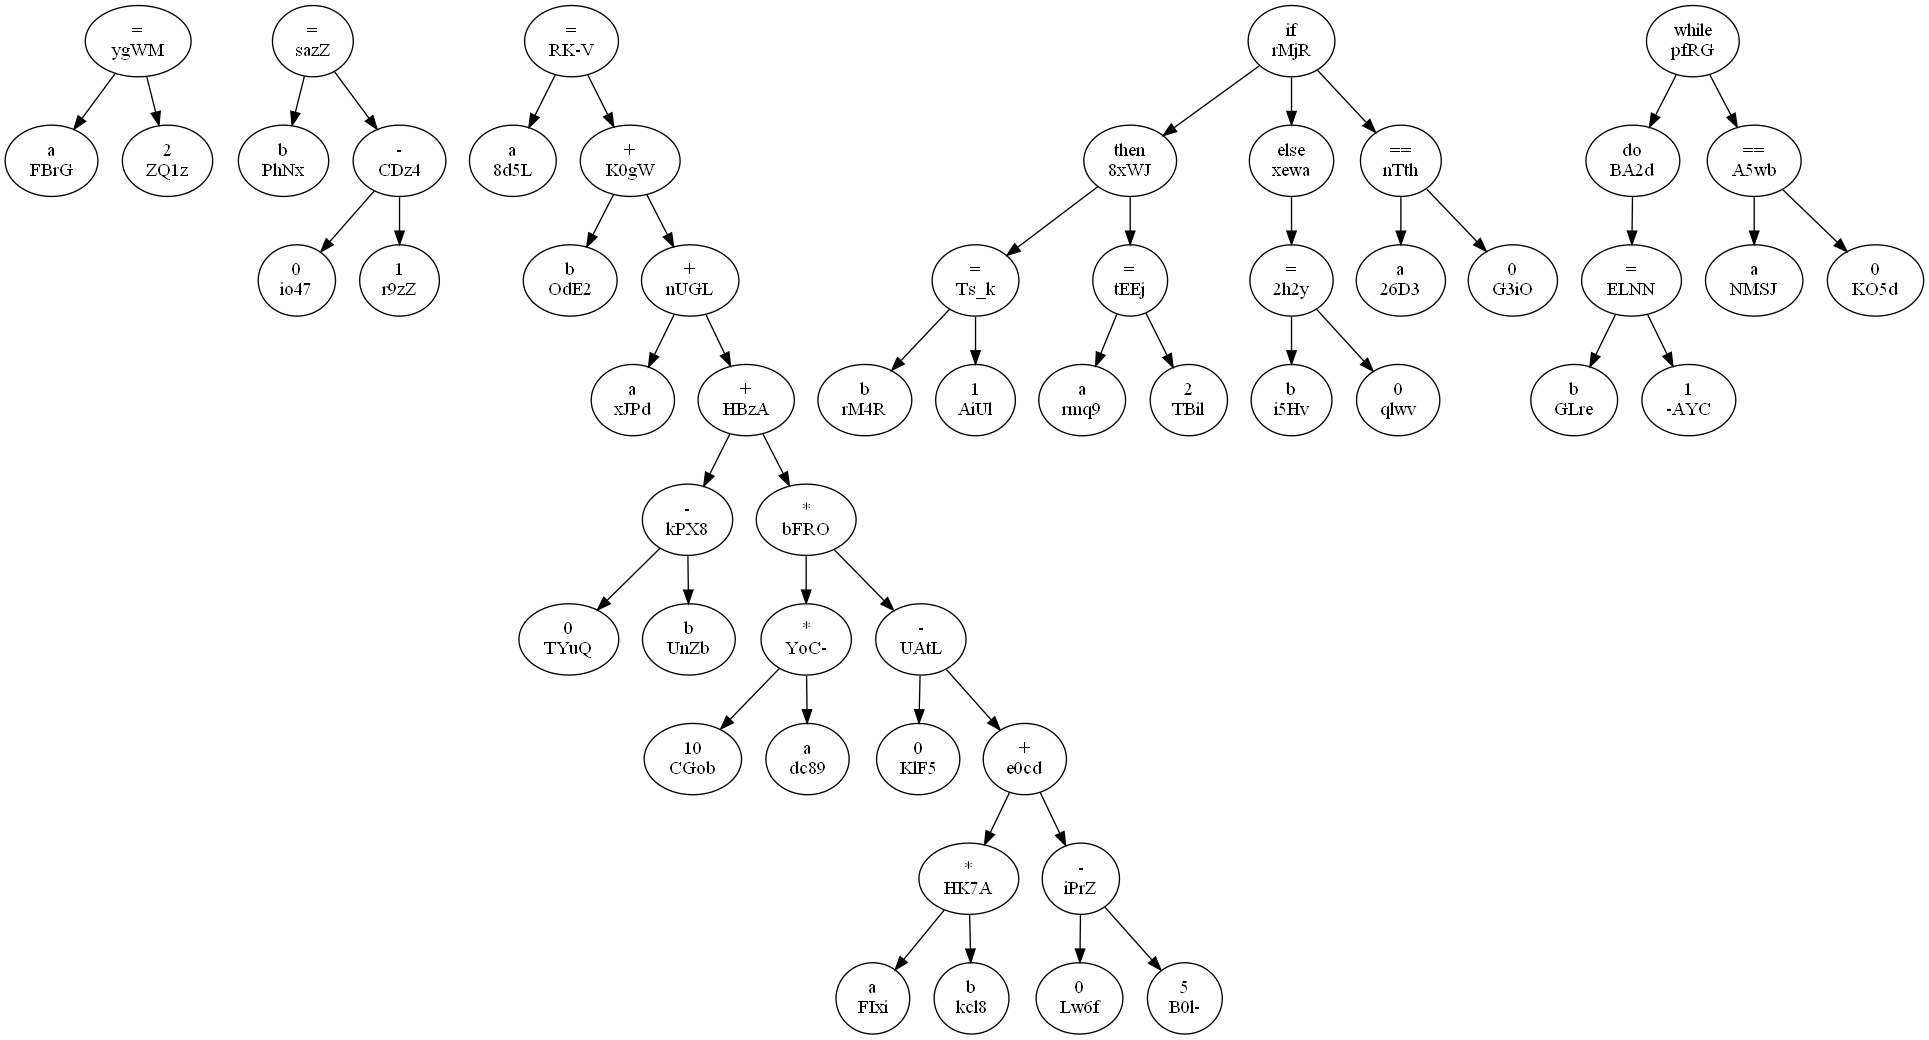 =
ygWM
=
sazZ
=
RK-V
if
rMjR
while
pfRG
a
FBrG
2
ZQ1z
b
PhNx
-
CDz4
a
8d5L
+
K0gW
then
8xWJ
else
xewa
==
nTth
do
BA2d
==
A5wb
0
io47
1
r9zZ
b
OdE2
+
nUGL
=
Ts_k
=
tEEj
=
2h2y
a
26D3
0
G3iO
=
ELNN
a
NMSJ
0
KO5d
a
xJPd
+
HBzA
b
rM4R
1
AiUl
a
rmq9
2
TBil
b
i5Hv
0
qlwv
b
GLre
1
-AYC
-
kPX8
*
bFRO
0
TYuQ
b
UnZb
*
YoC-
-
UAtL
10
CGob
a
dc89
0
KlF5
+
e0cd
*
HK7A
-
iPrZ
a
FIxi
b
kcl8
0
Lw6f
5
B0l-